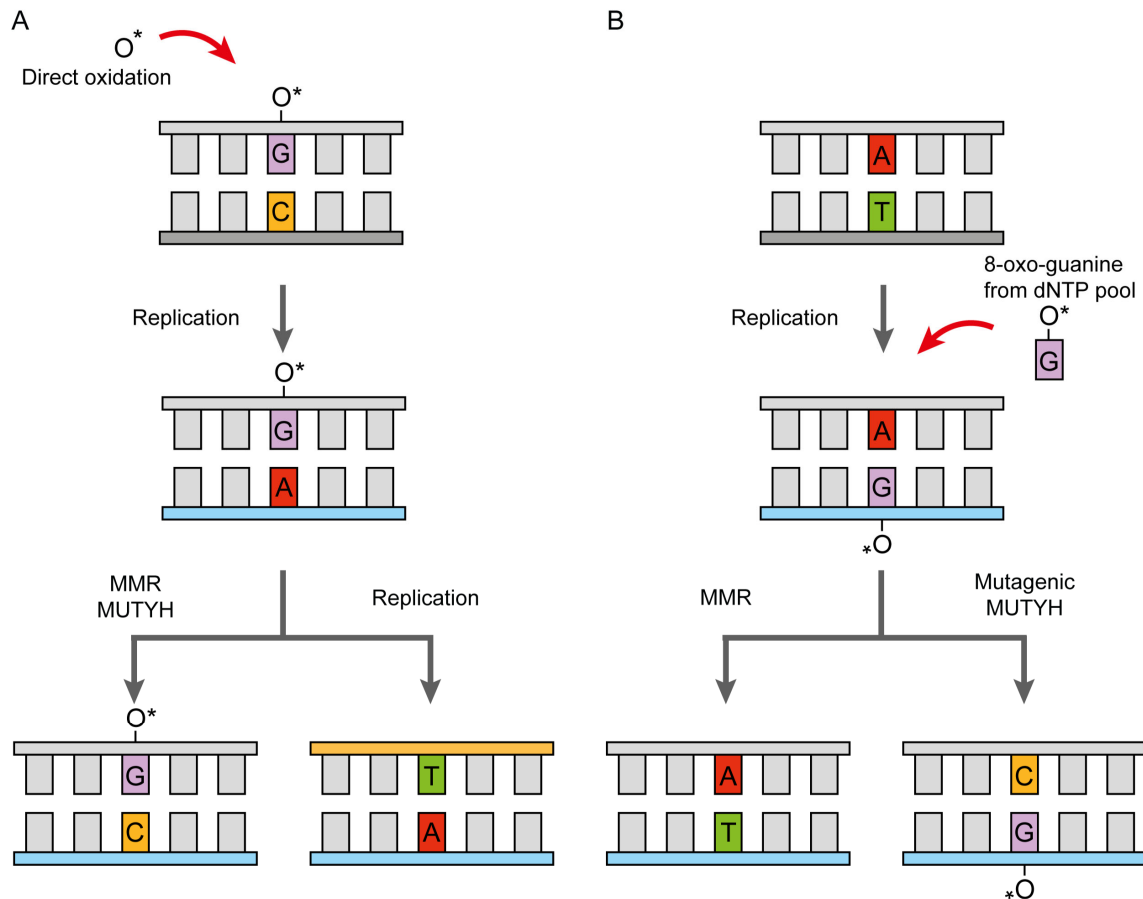 A
O*
Direct oxidation
O*
G
C
Replication
O*
G
A
MMR
MUTYH
Replication
O*
G
C
T
A
B
A
T
8-oxo-guanine
from dNTP pool
O*
G
Replication
A
G
*O
MMR
Mutagenic
MUTYH
A
T
C
G
*O